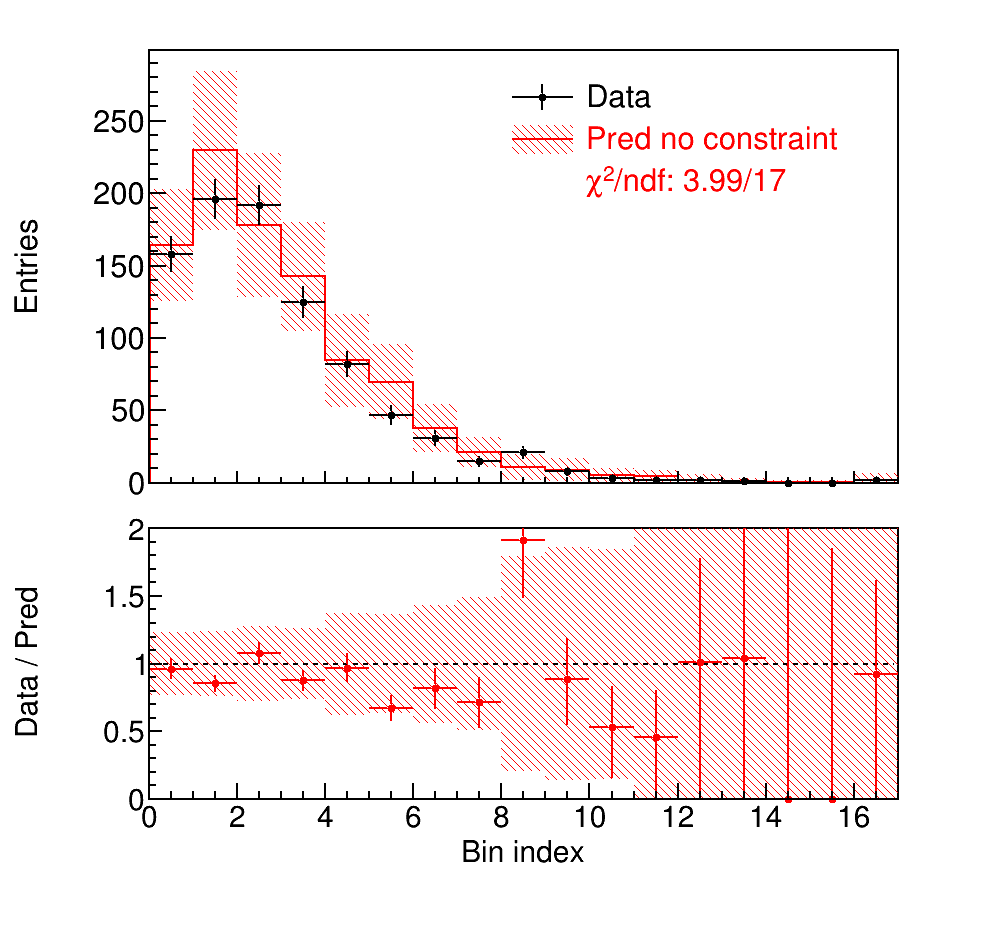 Data
Pred no constraint
χ²/ndf: 3.99/17
Entries
250
200
150
100
50
0
Data / Pred
2
1.5
1
0.5
0
0 2 4 6 8 10 12 14 16
Bin index